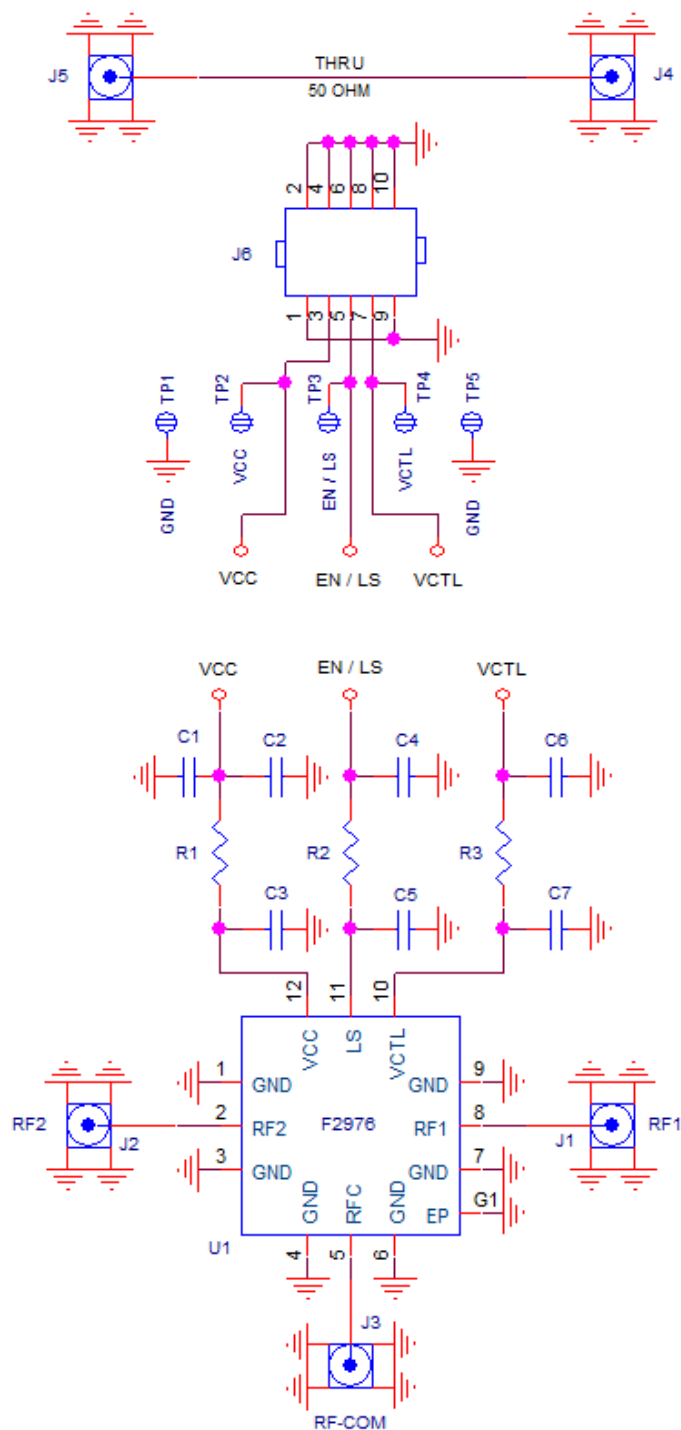 J5
THRU
J4
50 OHM
2
4
6
8
10
J6
1
3
5
7
9
TP1
TP2
TP3
TP4
TP5
GND
VCC
EN / LS
VCTL
GND
VCC
EN / LS
VCTL
VCC
EN / LS
VCTL
C1
C2
C4
C6
R1
R2
R3
C3
C5
C7
12
11
10
VCC
LS
VCTL
1
GND
GND
9
RF2
J2
2
RF2
F2976
RF1
8
J1
RF1
3
GND
GND
7
GND
RFC
GND
EP
G1
U1
4
5
6
J3
RF-COM